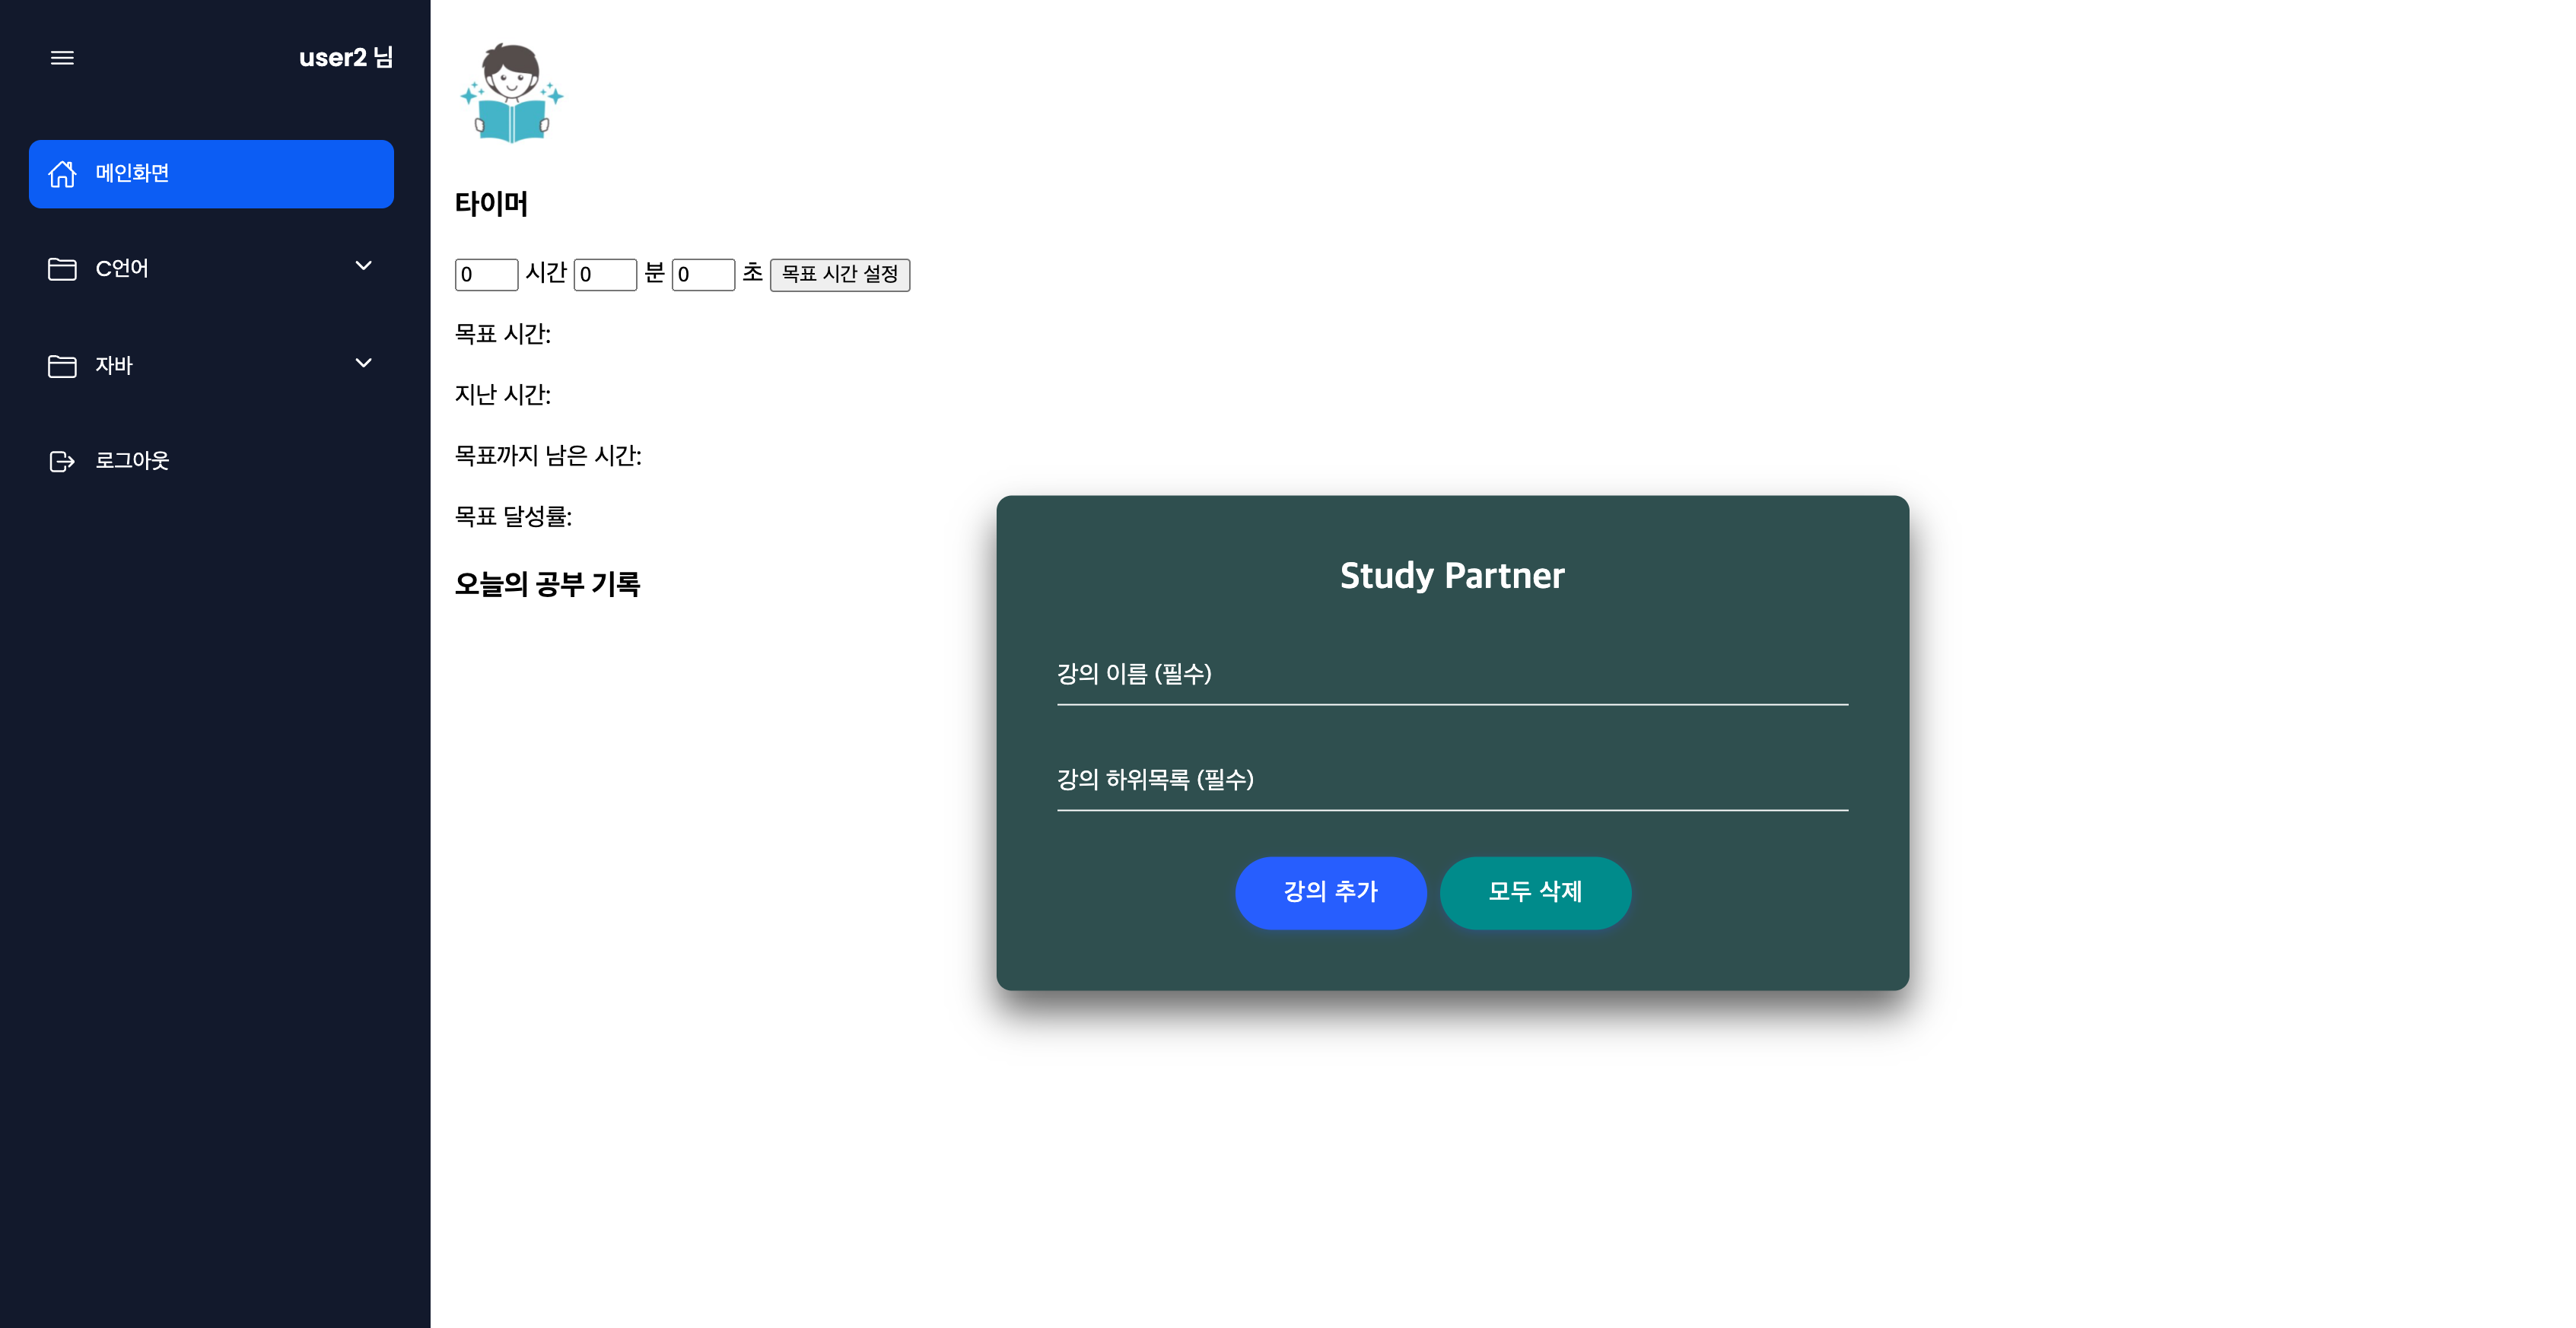 user2 님
메인화면
C언어
자바
로그아웃
타이머
0 시간 0 분 0 초 목표 시간 설정
목표 시간:
지난 시간:
목표까지 남은 시간:
목표 달성률:
오늘의 공부 기록
Study Partner
강의 이름 (필수)
강의 하위목록 (필수)
강의 추가 모두 삭제